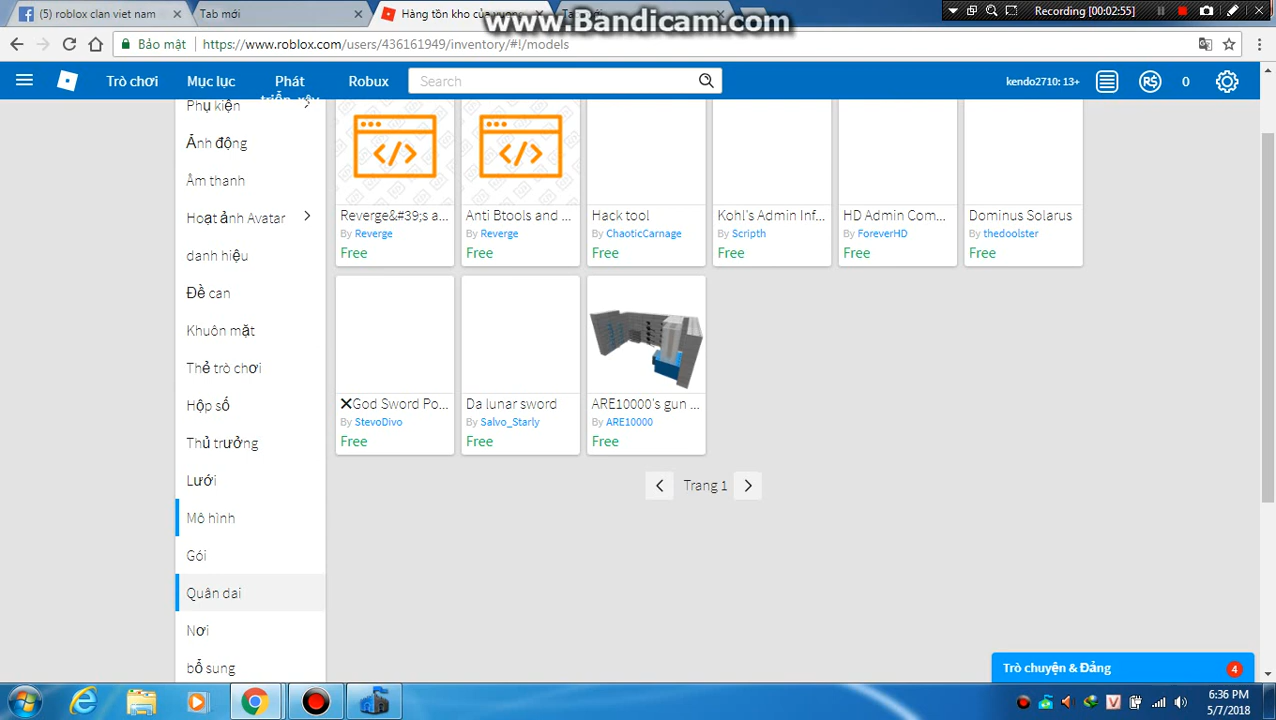 (5) roblox clan viet nam
Tab mới
Hàng tồn kho của vuong
www.Bandicam.com
Recording [00:02:55]
Bảo mật
https://www.roblox.com/users/436161949/inventory/#!/models
Trò chơi
Mục lục
Phát
Robux
Search
kendo2710: 13+
R$
0
Phụ kiện
Ảnh động
Âm thanh
Hoạt ảnh Avatar
danh hiệu
Đề can
Khuôn mặt
Thẻ trò chơi
Hộp số
Thủ trưởng
Lưới
Mô hình
Gói
Quân dai
Nơi
bổ sung
Reverge&#39;s a...
By Reverge
Free
Anti Btools and ...
By Reverge
Free
Hack tool
By ChaoticCarnage
Free
Kohl's Admin Inf...
By Scripth
Free
HD Admin Com...
By ForeverHD
Free
Dominus Solarus
By thedoolster
Free
❌God Sword Po...
By StevoDivo
Free
Da lunar sword
By Salvo_Starly
Free
ARE10000's gun ...
By ARE10000
Free
Trang 1
Trò chuyện & Đảng
4
6:36 PM
5/7/2018